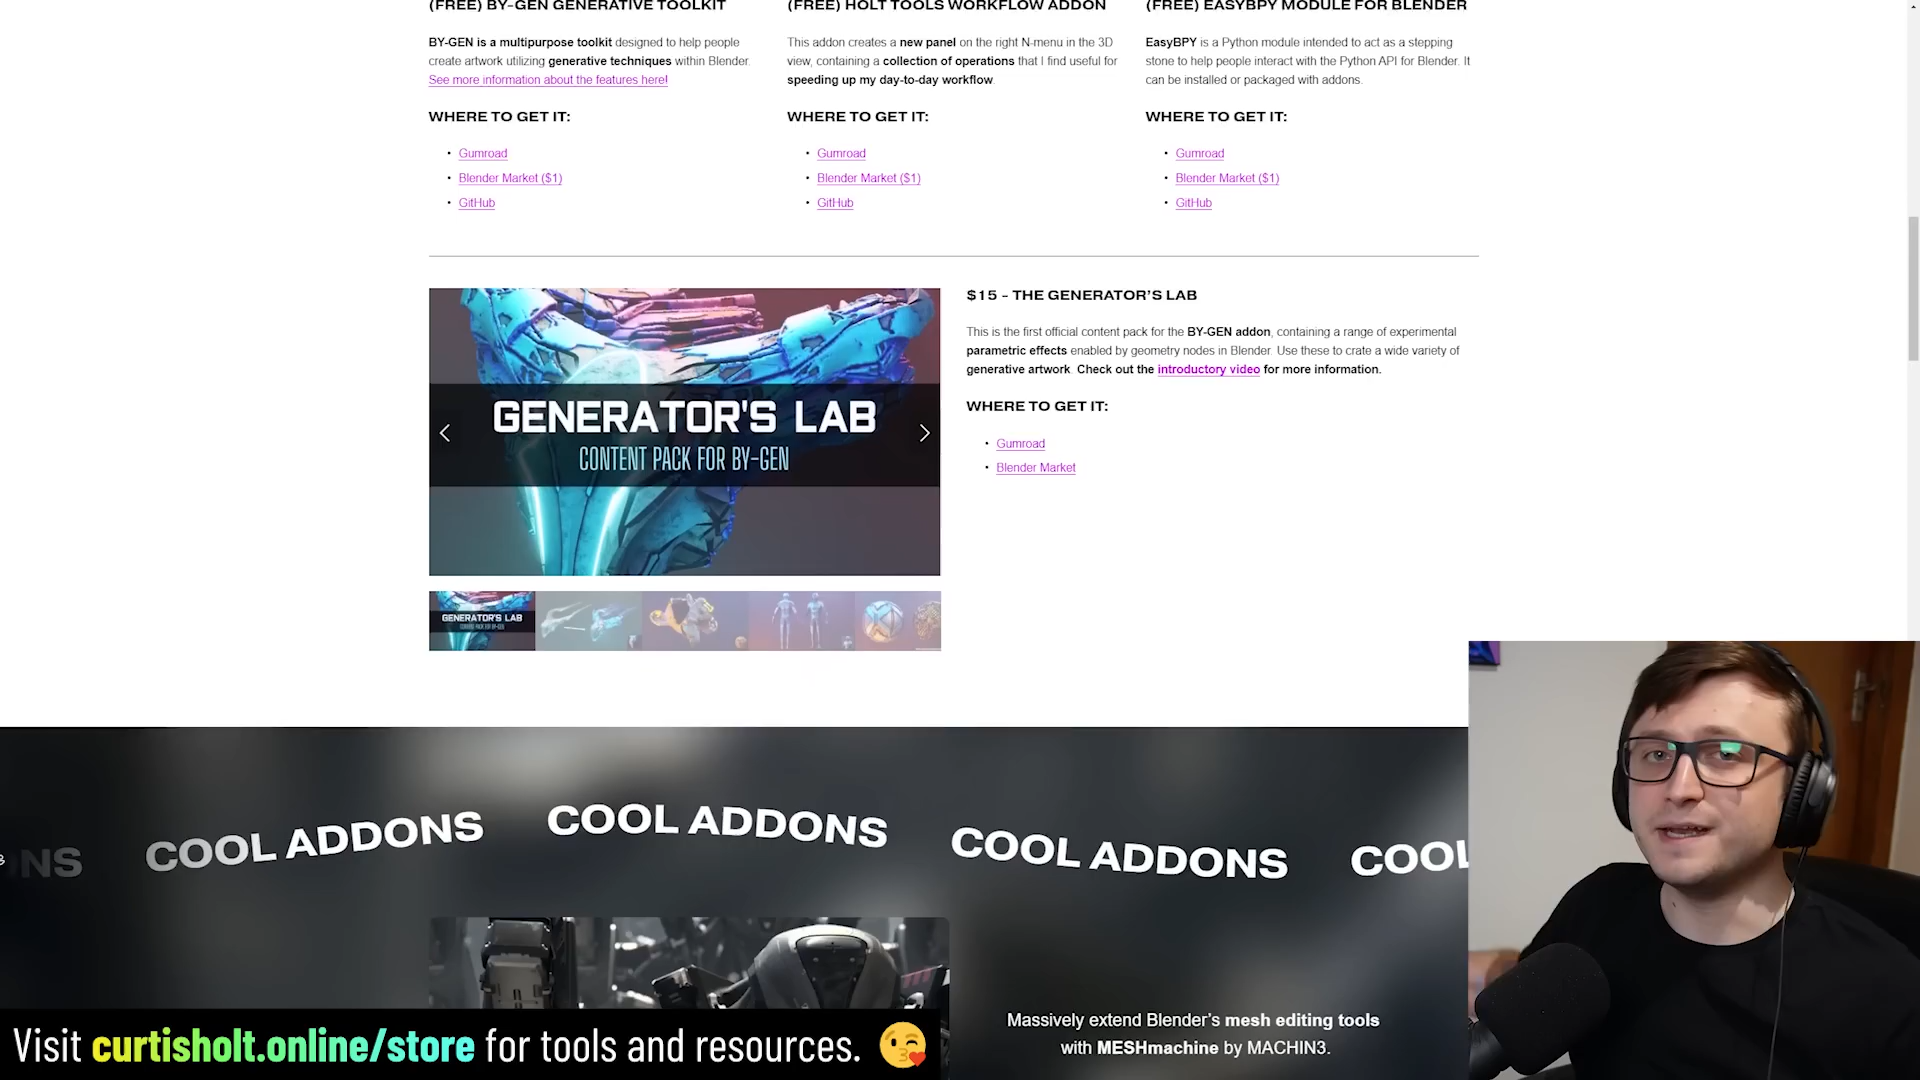 (FREE) BY-GEN GENERATIVE TOOLKIT
BY-GEN is a multipurpose toolkit designed to help people
create artwork utilizing generative techniques within Blender.
See more information about the features here!
WHERE TO GET IT:
• Gumroad
• Blender Market ($1)
• GitHub
(FREE) HOLT TOOLS WORKFLOW ADDON
This addon creates a new panel on the right N-menu in the 3D
view, containing a collection of operations that I find useful for
speeding up my day-to-day workflow.
WHERE TO GET IT:
• Gumroad
• Blender Market ($1)
• GitHub
(FREE) EASYBPY MODULE FOR BLENDER
EasyBPY is a Python module intended to act as a stepping
stone to help people interact with the Python API for Blender. It
can be installed or packaged with addons.
WHERE TO GET IT:
• Gumroad
• Blender Market ($1)
• GitHub
GENERATOR'S LAB
CONTENT PACK FOR BY-GEN
GENERATOR'S LAB
CONTENT PACK FOR BY-GEN
$15 - THE GENERATOR'S LAB
This is the first official content pack for the BY-GEN addon, containing a range of experimental
parametric effects enabled by geometry nodes in Blender. Use these to crate a wide variety of
generative artwork. Check out the introductory video for more information.
WHERE TO GET IT:
• Gumroad
• Blender Market
NS COOL ADDONS COOL ADDONS COOL ADDONS COOL
Massively extend Blender's mesh editing tools
with MESHmachine by MACHIN3.
Visit curtisholt.online/store for tools and resources. 😘